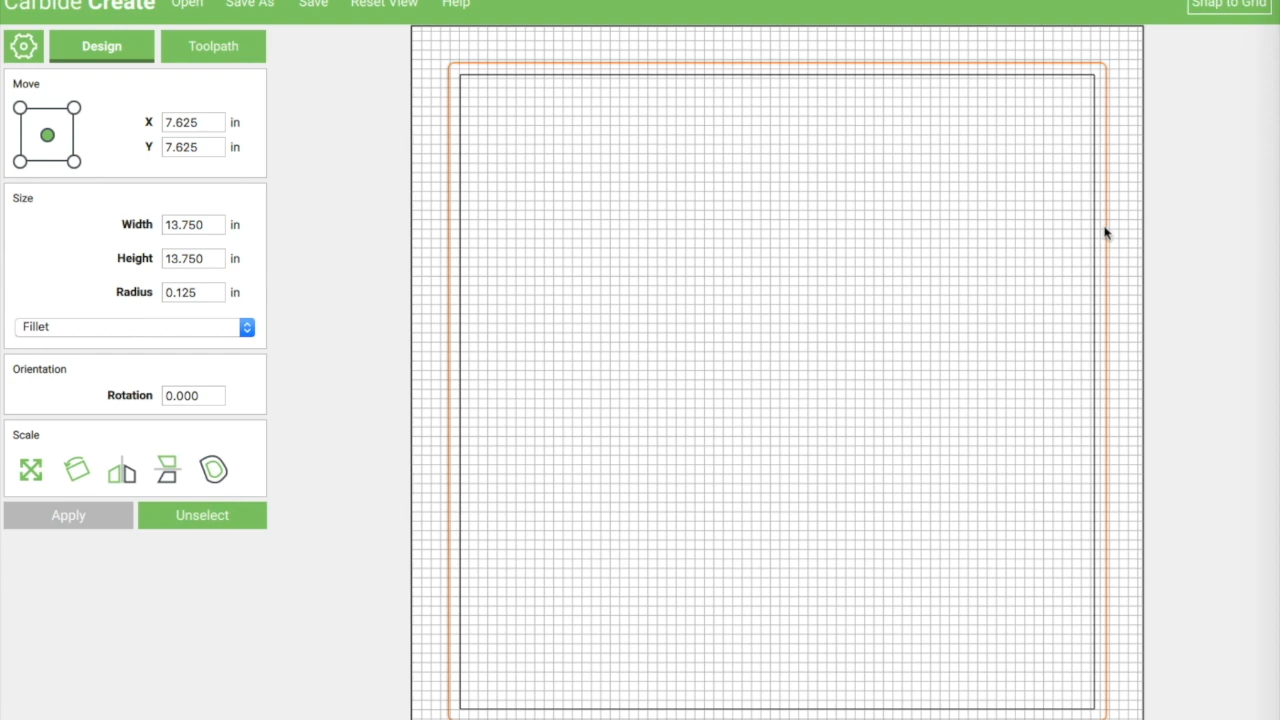 Carbide Create Open Save As Save Reset View Help Snap to Grid
Design Toolpath
Move
X 7.625 in
Y 7.625 in
Size
Width 13.750 in
Height 13.750 in
Radius 0.125 in
Fillet
Orientation
Rotation 0.000
Scale
Apply Unselect